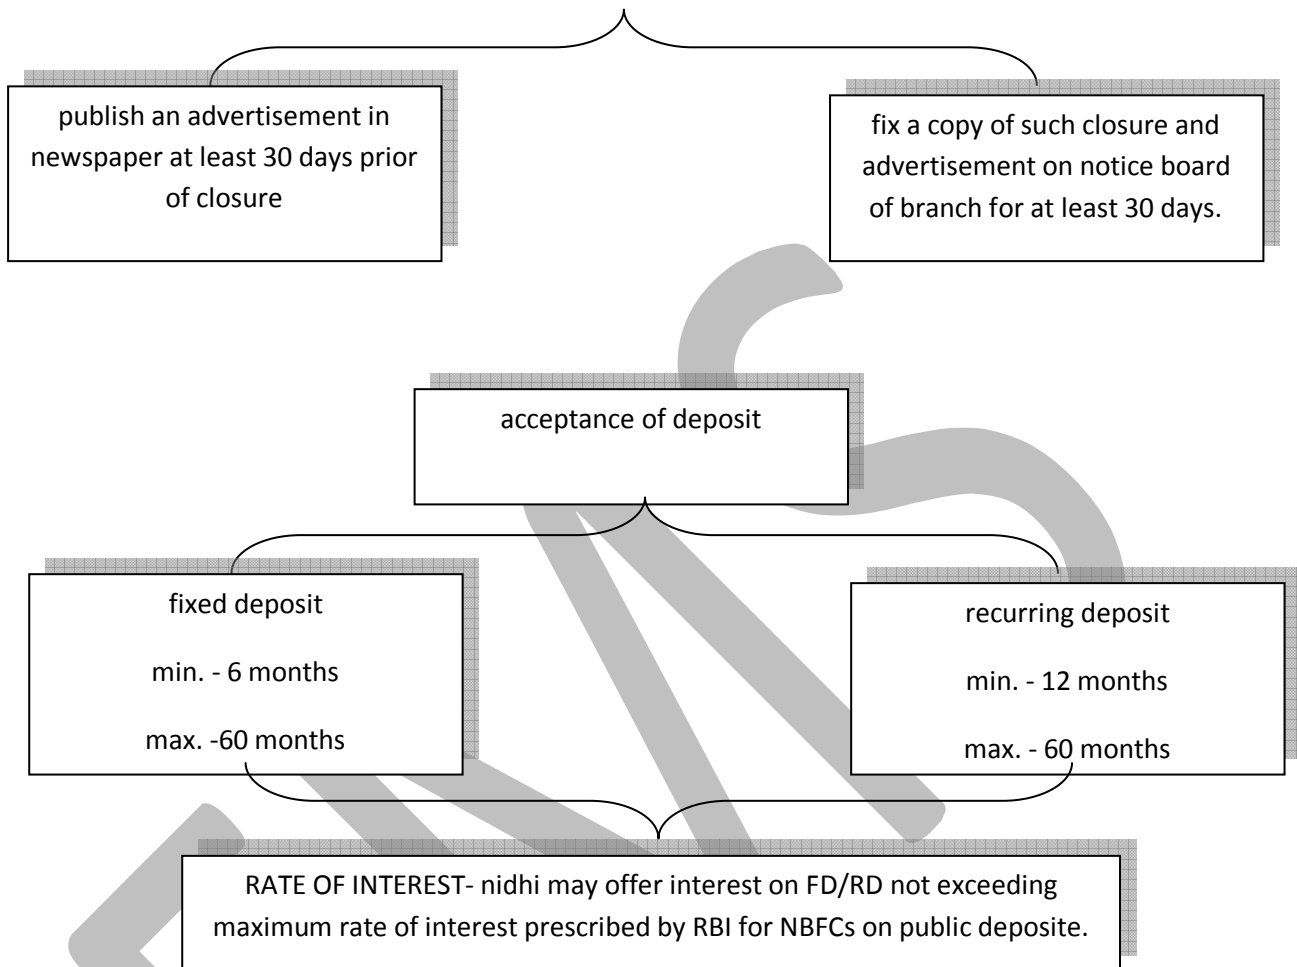 publish an advertisement in
newspaper at least 30 days prior
of closure
fix a copy of such closure and
advertisement on notice board
of branch for at least 30 days.
acceptance of deposit
fixed deposit
min. - 6 months
max. -60 months
recurring deposit
min. - 12 months
max. - 60 months
RATE OF INTEREST- nidhi may offer interest on FD/RD not exceeding
maximum rate of interest prescribed by RBI for NBFCs on public deposite.